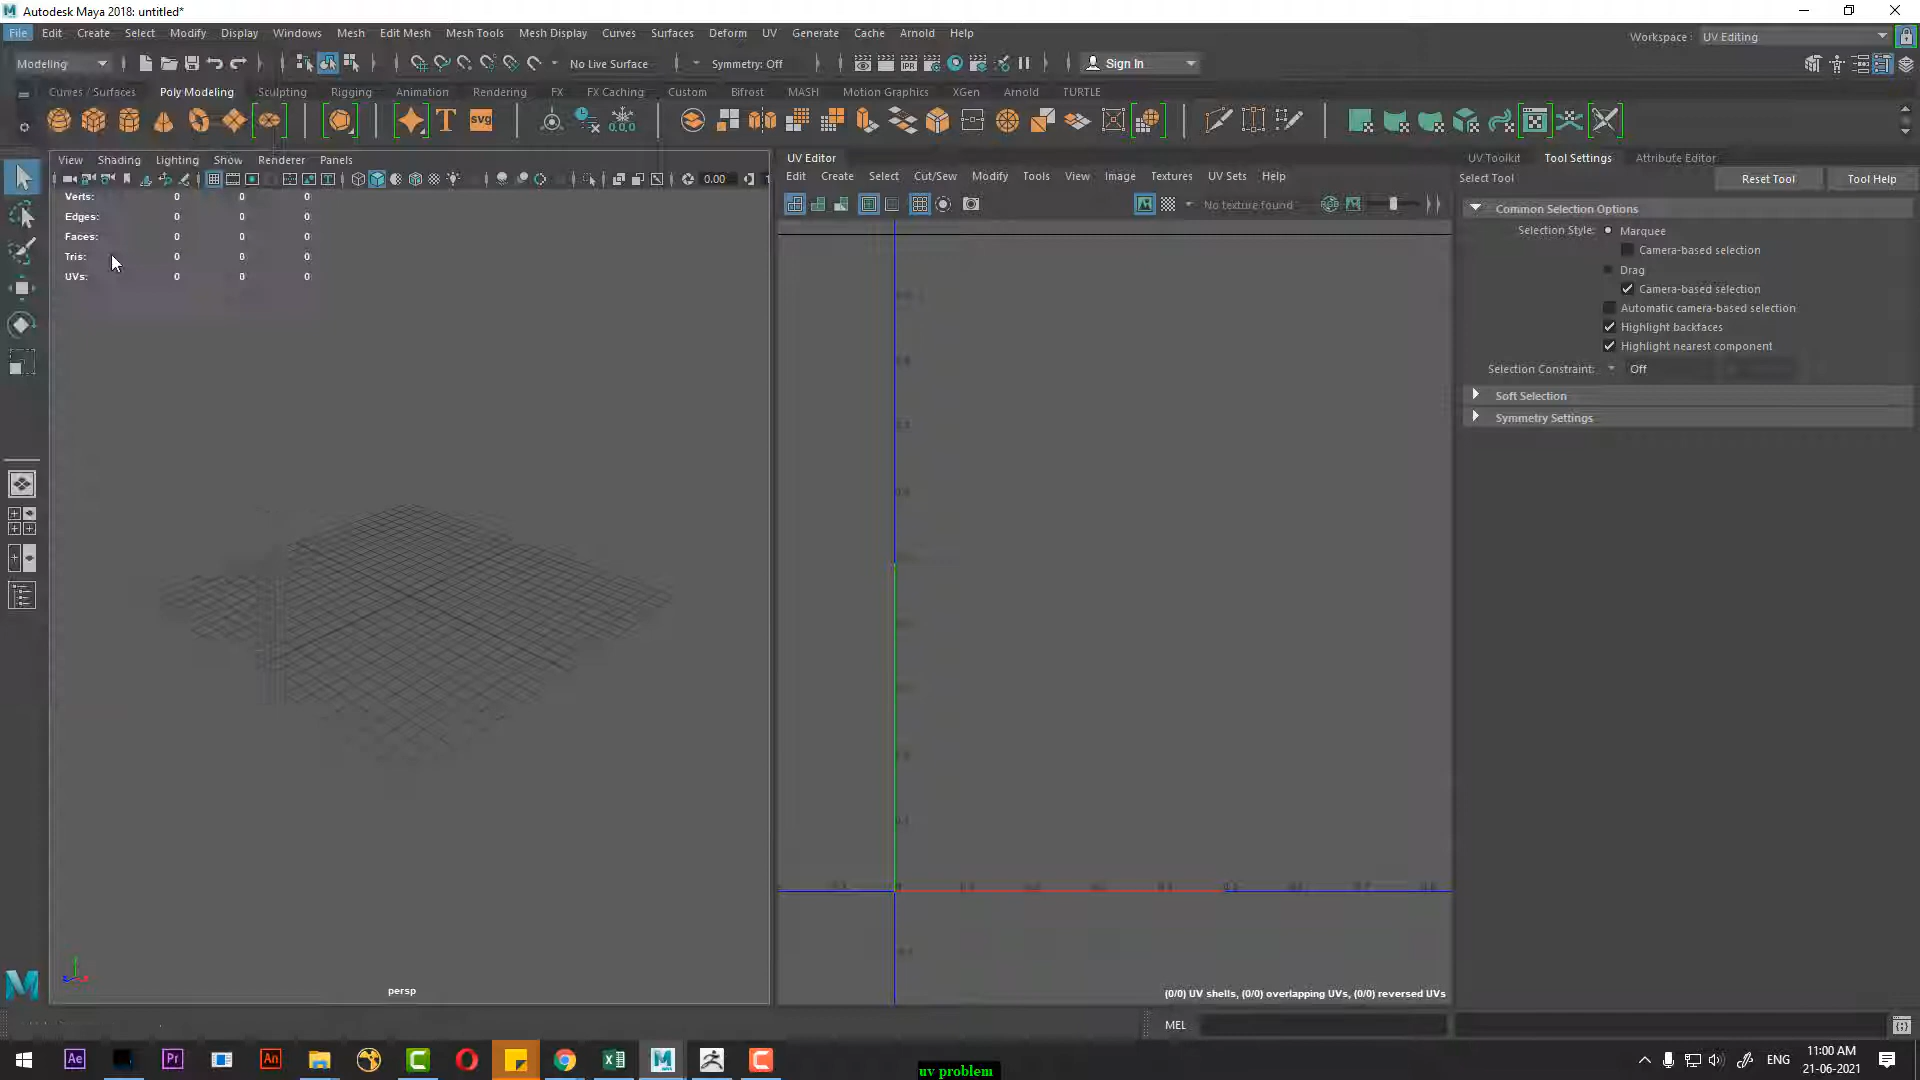 Autodesk Maya 2018: untitled*
File Edit Create Select Modify Display Windows Mesh Edit Mesh Mesh Tools Mesh Display Curves Surfaces Deform UV Generate Cache Arnold Help
Workspace : UV Editing
Modeling No Live Surface Symmetry: Off Sign In
IPR
Curves / Surfaces Poly Modeling Sculpting Rigging Animation Rendering FX FX Caching Custom Bifrost MASH Motion Graphics XGen Arnold TURTLE
T svg 0,0,0
View Shading Lighting Show Renderer Panels
0.00
Verts: 0 0 0
Edges: 0 0 0
Faces: 0 0 0
Tris: 0 0 0
UVs: 0 0 0
persp
UV Editor
Edit Create Select Cut/Sew Modify Tools View Image Textures UV Sets Help
No texture found
(0/0) UV shells, (0/0) overlapping UVs, (0/0) reversed UVs
UV Toolkit Tool Settings Attribute Editor
Select Tool Reset Tool Tool Help
Common Selection Options
Selection Style: Marquee
Camera-based selection
Drag
Camera-based selection
Automatic camera-based selection
Highlight backfaces
Highlight nearest component
Selection Constraint: Off
Soft Selection
Symmetry Settings
MEL
Ae Pr An
ENG
11:00 AM
21-06-2021
uv problem